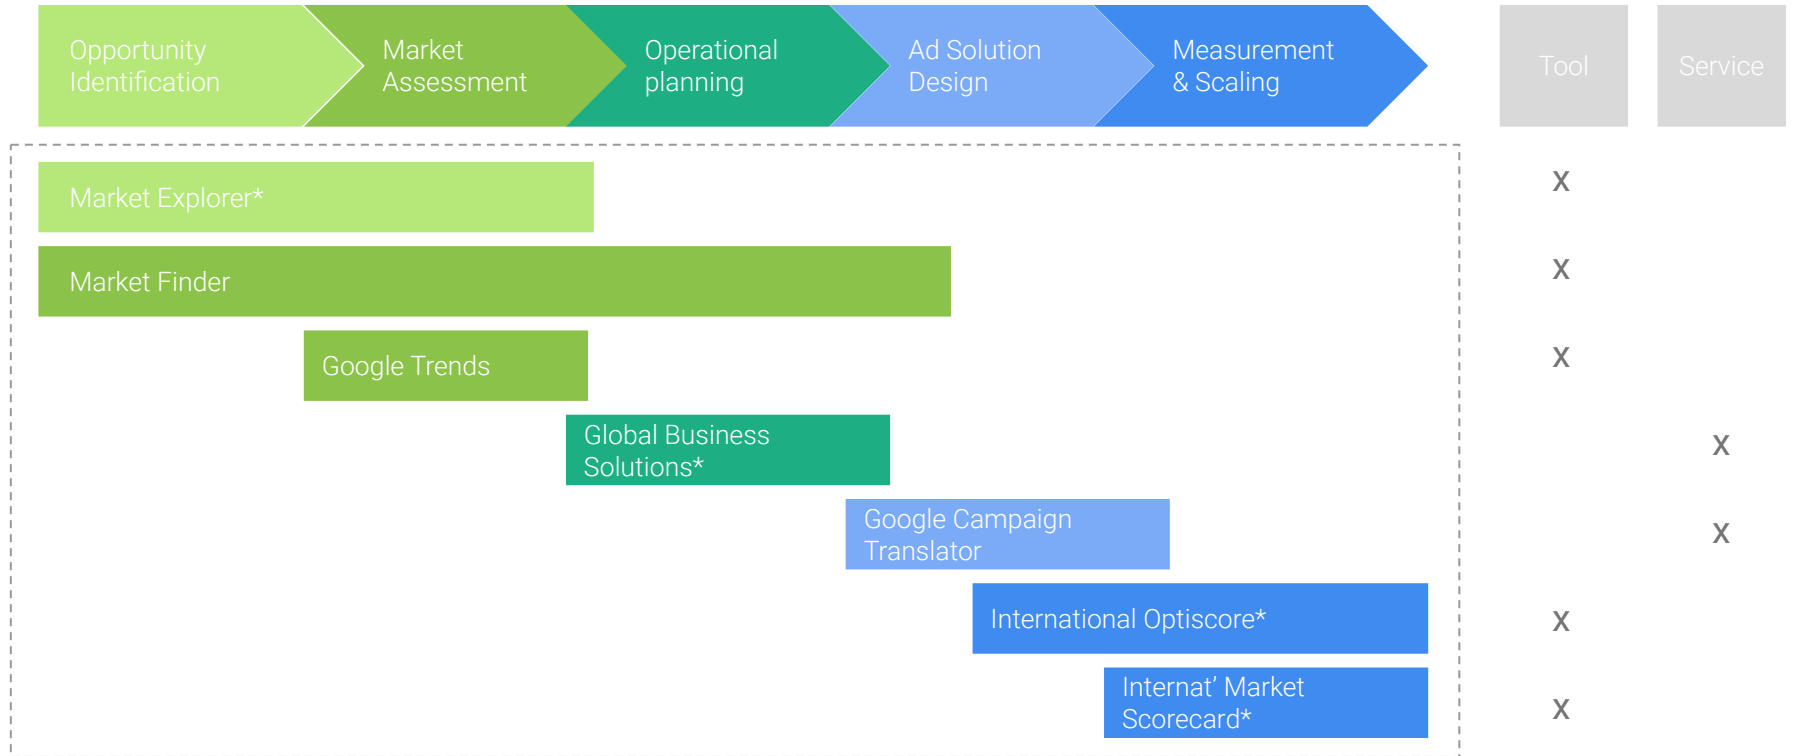 Opportunity
Identification
Market
Assessment
Operational
planning
Ad Solution
Design
Measurement
& Scaling
Tool
Service
Market Explorer*
X
Market Finder
X
Google Trends
X
Global Business
Solutions*
X
Google Campaign
Translator
X
International Optiscore*
X
Internat’ Market
Scorecard*
X